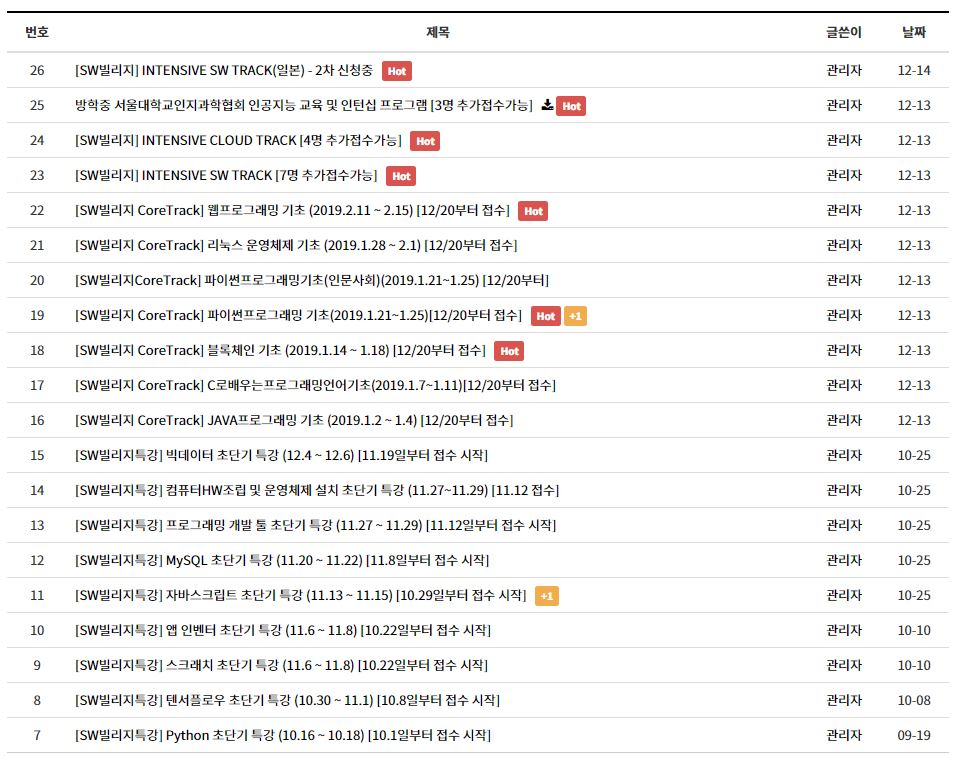 번호 제목 글쓴이 날짜
26 [SW빌리지] INTENSIVE SW TRACK(일본) - 2차 신청중 Hot 관리자 12-14
25 방학중 서울대학교인지과학협회 인공지능 교육 및 인턴십 프로그램 [3명 추가접수가능] Hot 관리자 12-13
24 [SW빌리지] INTENSIVE CLOUD TRACK [4명 추가접수가능] Hot 관리자 12-13
23 [SW빌리지] INTENSIVE SW TRACK [7명 추가접수가능] Hot 관리자 12-13
22 [SW빌리지 CoreTrack] 웹프로그래밍 기초 (2019.2.11 ~ 2.15) [12/20부터 접수] Hot 관리자 12-13
21 [SW빌리지 CoreTrack] 리눅스 운영체제 기초 (2019.1.28 ~ 2.1) [12/20부터 접수] 관리자 12-13
20 [SW빌리지CoreTrack] 파이썬프로그래밍기초(인문사회)(2019.1.21~1.25) [12/20부터] 관리자 12-13
19 [SW빌리지 CoreTrack] 파이썬프로그래밍 기초(2019.1.21~1.25)[12/20부터 접수] Hot +1 관리자 12-13
18 [SW빌리지 CoreTrack] 블록체인 기초 (2019.1.14 ~ 1.18) [12/20부터 접수] Hot 관리자 12-13
17 [SW빌리지 CoreTrack] C로배우는프로그래밍언어기초(2019.1.7~1.11)[12/20부터 접수] 관리자 12-13
16 [SW빌리지 CoreTrack] JAVA프로그래밍 기초 (2019.1.2 ~ 1.4) [12/20부터 접수] 관리자 12-13
15 [SW빌리지특강] 빅데이터 초단기 특강 (12.4 ~ 12.6) [11.19일부터 접수 시작] 관리자 10-25
14 [SW빌리지특강] 컴퓨터HW조립 및 운영체제 설치 초단기 특강 (11.27~11.29) [11.12 접수] 관리자 10-25
13 [SW빌리지특강] 프로그래밍 개발 툴 초단기 특강 (11.27 ~ 11.29) [11.12일부터 접수 시작] 관리자 10-25
12 [SW빌리지특강] MySQL 초단기 특강 (11.20 ~ 11.22) [11.8일부터 접수 시작] 관리자 10-25
11 [SW빌리지특강] 자바스크립트 초단기 특강 (11.13 ~ 11.15) [10.29일부터 접수 시작] +1 관리자 10-25
10 [SW빌리지특강] 앱 인벤터 초단기 특강 (11.6 ~ 11.8) [10.22일부터 접수 시작] 관리자 10-10
9 [SW빌리지특강] 스크래치 초단기 특강 (11.6 ~ 11.8) [10.22일부터 접수 시작] 관리자 10-10
8 [SW빌리지특강] 텐서플로우 초단기 특강 (10.30 ~ 11.1) [10.8일부터 접수 시작] 관리자 10-08
7 [SW빌리지특강] Python 초단기 특강 (10.16 ~ 10.18) [10.1일부터 접수 시작] 관리자 09-19